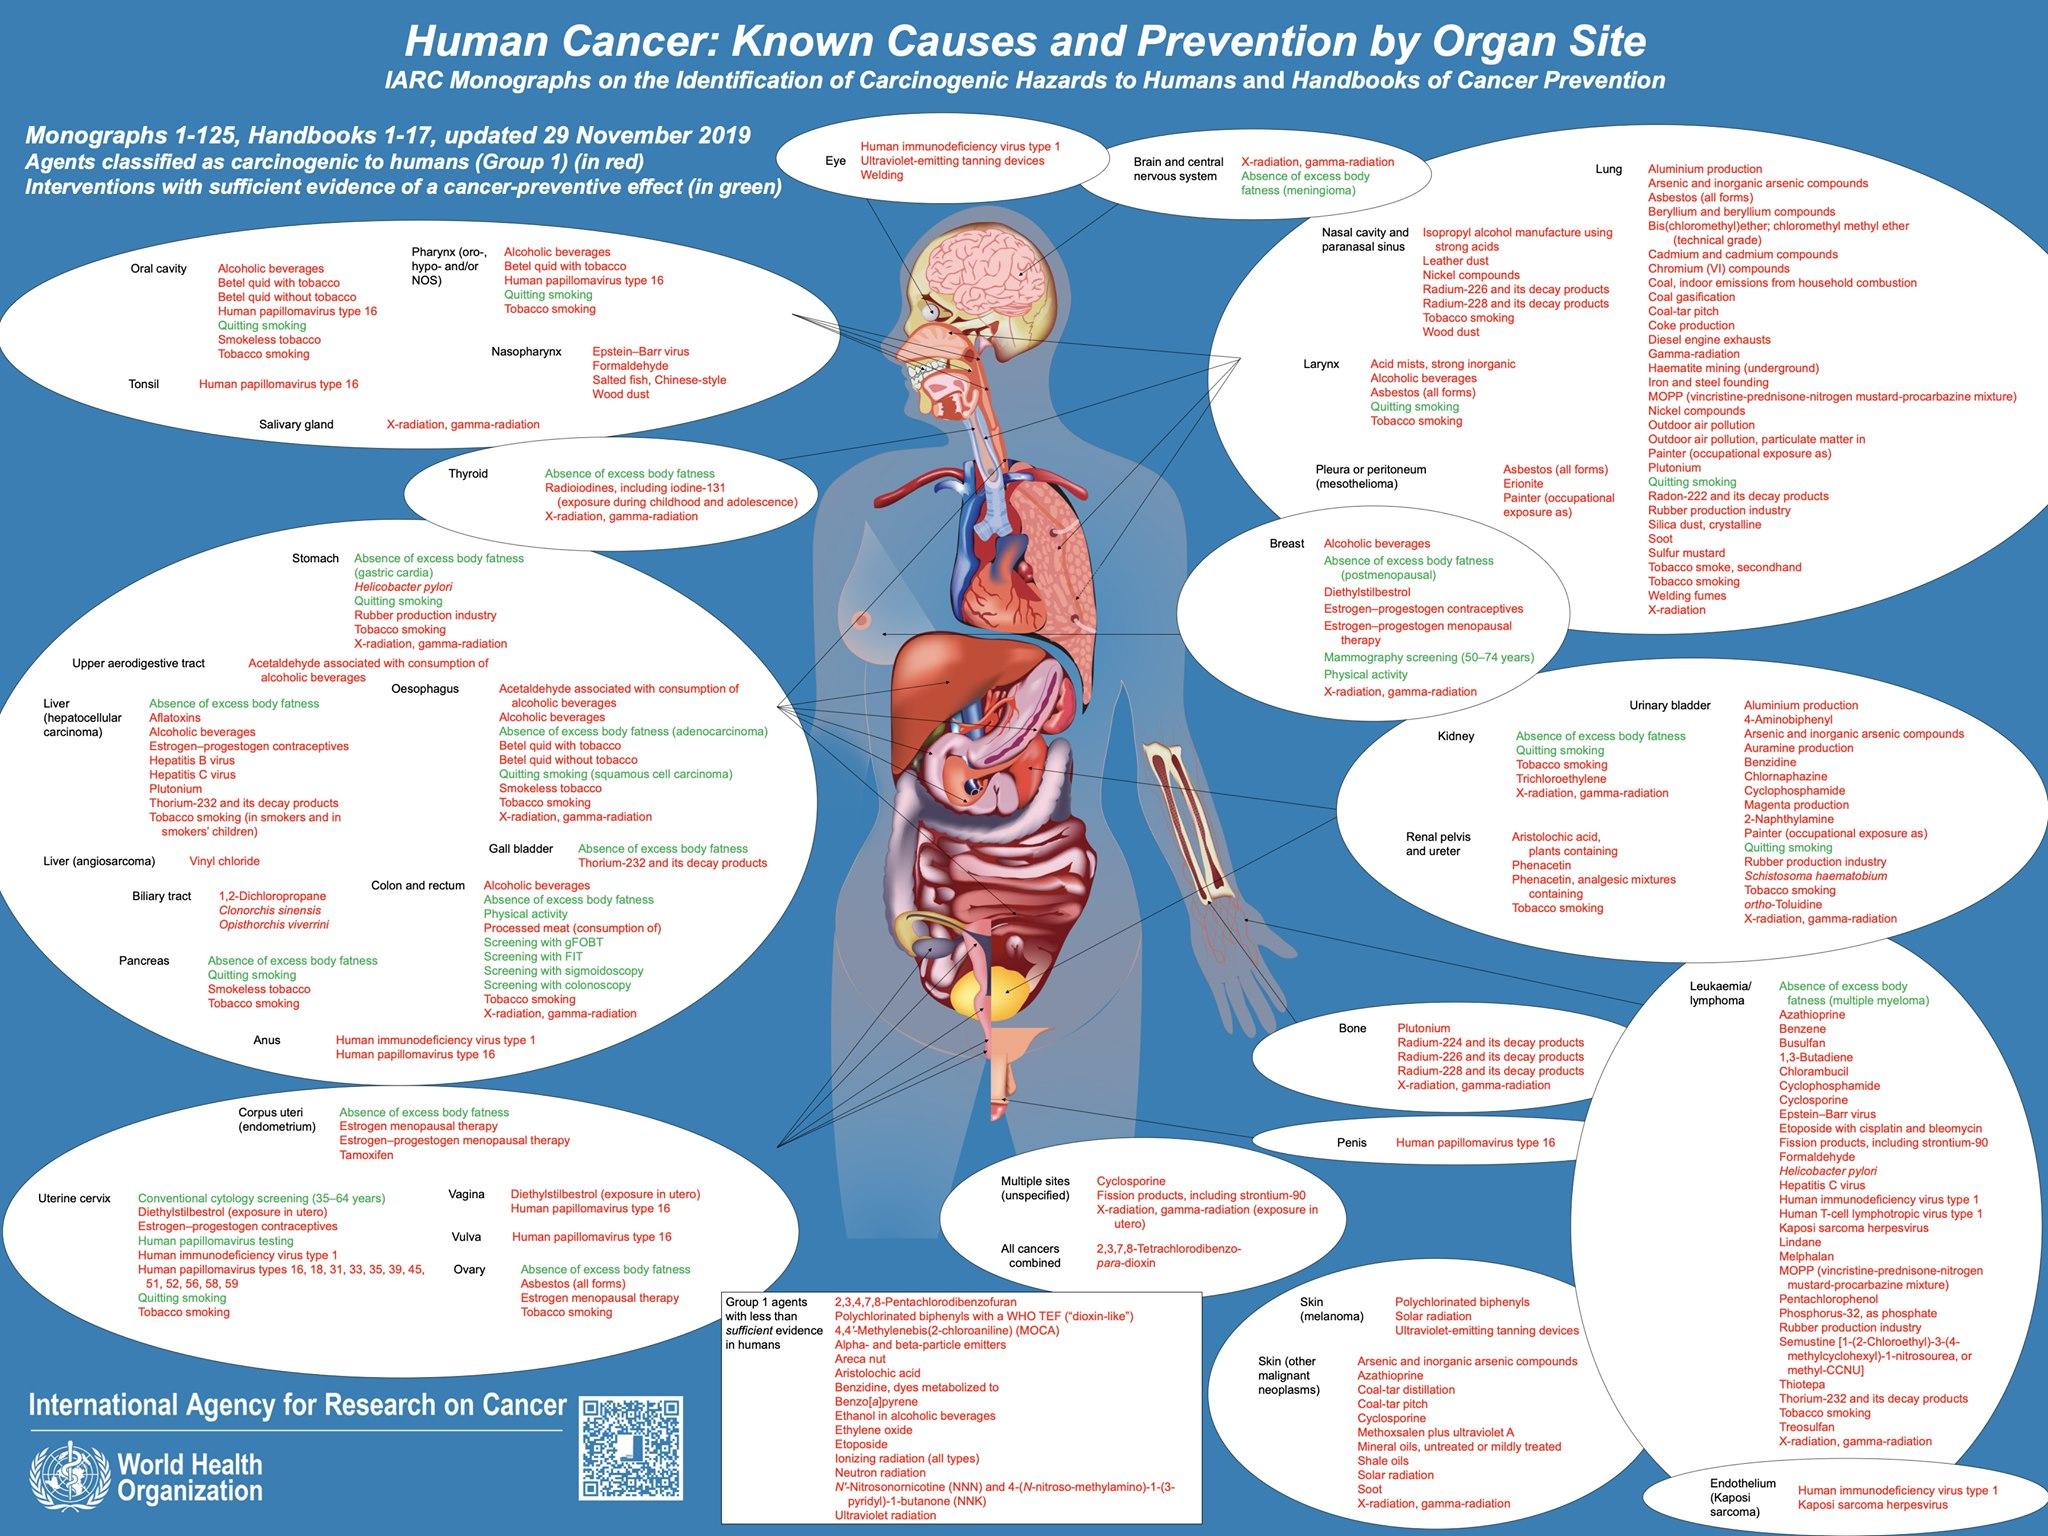 Human Cancer: Known Causes and Prevention by Organ Site
IARC Monographs on the Identification of Carcinogenic Hazards to Humans and Handbooks of Cancer Prevention
Monographs 1-125, Handbooks 1-17, updated 29 November 2019
Agents classified as carcinogenic to humans (Group 1) (in red)
Interventions with sufficient evidence of a cancer-preventive effect (in green)
Eye
Human immunodeficiency virus type 1
Ultraviolet-emitting tanning devices
Welding
Brain and central
nervous system
X-radiation, gamma-radiation
Absence of excess body
fatness (meningioma)
Oral cavity
Alcoholic beverages
Betel quid with tobacco
Betel quid without tobacco
Human papillomavirus type 16
Quitting smoking
Smokeless tobacco
Tobacco smoking
Pharynx (oro-,
hypo- and/or
NOS)
Alcoholic beverages
Betel quid with tobacco
Human papillomavirus type 16
Quitting smoking
Tobacco smoking
Nasopharynx
Epstein–Barr virus
Formaldehyde
Salted fish, Chinese-style
Wood dust
Tonsil
Human papillomavirus type 16
Salivary gland
X-radiation, gamma-radiation
Thyroid
Absence of excess body fatness
Radioiodines, including iodine-131
(exposure during childhood and adolescence)
X-radiation, gamma-radiation
Nasal cavity and
paranasal sinus
Isopropyl alcohol manufacture using
strong acids
Leather dust
Nickel compounds
Radium-226 and its decay products
Radium-228 and its decay products
Tobacco smoking
Wood dust
Larynx
Acid mists, strong inorganic
Alcoholic beverages
Asbestos (all forms)
Quitting smoking
Tobacco smoking
Pleura or peritoneum
(mesothelioma)
Asbestos (all forms)
Erionite
Painter (occupational
exposure as)
Lung
Aluminium production
Arsenic and inorganic arsenic compounds
Asbestos (all forms)
Beryllium and beryllium compounds
Bis(chloromethyl)ether; chloromethyl methyl ether
(technical grade)
Cadmium and cadmium compounds
Chromium (VI) compounds
Coal, indoor emissions from household combustion
Coal gasification
Coal-tar pitch
Coke production
Diesel engine exhausts
Gamma-radiation
Haematite mining (underground)
Iron and steel founding
MOPP (vincristine-prednisone-nitrogen mustard-procarbazine mixture)
Nickel compounds
Outdoor air pollution
Outdoor air pollution, particulate matter in
Painter (occupational exposure as)
Plutonium
Quitting smoking
Radon-222 and its decay products
Rubber production industry
Silica dust, crystalline
Soot
Sulfur mustard
Tobacco smoke, secondhand
Tobacco smoking
Welding fumes
X-radiation
Stomach
Absence of excess body fatness
(gastric cardia)
Helicobacter pylori
Quitting smoking
Rubber production industry
Tobacco smoking
X-radiation, gamma-radiation
Upper aerodigestive tract
Acetaldehyde associated with consumption of
alcoholic beverages
Liver
(hepatocellular
carcinoma)
Absence of excess body fatness
Aflatoxins
Alcoholic beverages
Estrogen–progestogen contraceptives
Hepatitis B virus
Hepatitis C virus
Plutonium
Thorium-232 and its decay products
Tobacco smoking (in smokers and in
smokers' children)
Oesophagus
Acetaldehyde associated with consumption of
alcoholic beverages
Alcoholic beverages
Absence of excess body fatness (adenocarcinoma)
Betel quid with tobacco
Betel quid without tobacco
Quitting smoking (squamous cell carcinoma)
Smokeless tobacco
Tobacco smoking
X-radiation, gamma-radiation
Liver (angiosarcoma)
Vinyl chloride
Gall bladder
Absence of excess body fatness
Thorium-232 and its decay products
Biliary tract
1,2-Dichloropropane
Clonorchis sinensis
Opisthorchis viverrini
Colon and rectum
Alcoholic beverages
Absence of excess body fatness
Physical activity
Processed meat (consumption of)
Screening with gFOBT
Screening with FIT
Screening with sigmoidoscopy
Screening with colonoscopy
Tobacco smoking
X-radiation, gamma-radiation
Pancreas
Absence of excess body fatness
Quitting smoking
Smokeless tobacco
Tobacco smoking
Anus
Human immunodeficiency virus type 1
Human papillomavirus type 16
Breast
Alcoholic beverages
Absence of excess body fatness
(postmenopausal)
Diethylstilbestrol
Estrogen–progestogen contraceptives
Estrogen–progestogen menopausal
therapy
Mammography screening (50–74 years)
Physical activity
X-radiation, gamma-radiation
Kidney
Absence of excess body fatness
Quitting smoking
Tobacco smoking
Trichloroethylene
X-radiation, gamma-radiation
Renal pelvis
and ureter
Aristolochic acid,
plants containing
Phenacetin
Phenacetin, analgesic mixtures
containing
Tobacco smoking
Urinary bladder
Aluminium production
4-Aminobiphenyl
Arsenic and inorganic arsenic compounds
Auramine production
Benzidine
Chlornaphazine
Cyclophosphamide
Magenta production
2-Naphthylamine
Painter (occupational exposure as)
Quitting smoking
Rubber production industry
Schistosoma haematobium
Tobacco smoking
ortho-Toluidine
X-radiation, gamma-radiation
Bone
Plutonium
Radium-224 and its decay products
Radium-226 and its decay products
Radium-228 and its decay products
X-radiation, gamma-radiation
Penis
Human papillomavirus type 16
Leukaemia/
lymphoma
Absence of excess body
fatness (multiple myeloma)
Azathioprine
Benzene
Busulfan
1,3-Butadiene
Chlorambucil
Cyclophosphamide
Cyclosporine
Epstein–Barr virus
Etoposide with cisplatin and bleomycin
Fission products, including strontium-90
Formaldehyde
Helicobacter pylori
Hepatitis C virus
Human immunodeficiency virus type 1
Human T-cell lymphotropic virus type 1
Kaposi sarcoma herpesvirus
Lindane
Melphalan
MOPP (vincristine-prednisone-nitrogen
mustard-procarbazine mixture)
Pentachlorophenol
Phosphorus-32, as phosphate
Rubber production industry
Semustine [1-(2-Chloroethyl)-3-(4-
methylcyclohexyl)-1-nitrosourea, or
methyl-CCNU]
Thiotepa
Thorium-232 and its decay products
Tobacco smoking
Treosulfan
X-radiation, gamma-radiation
Corpus uteri
(endometrium)
Absence of excess body fatness
Estrogen menopausal therapy
Estrogen–progestogen menopausal therapy
Tamoxifen
Uterine cervix
Conventional cytology screening (35–64 years)
Diethylstilbestrol (exposure in utero)
Estrogen–progestogen contraceptives
Human papillomavirus testing
Human immunodeficiency virus type 1
Human papillomavirus types 16, 18, 31, 33, 35, 39, 45,
51, 52, 56, 58, 59
Quitting smoking
Tobacco smoking
Vagina
Diethylstilbestrol (exposure in utero)
Human papillomavirus type 16
Vulva
Human papillomavirus type 16
Ovary
Absence of excess body fatness
Asbestos (all forms)
Estrogen menopausal therapy
Tobacco smoking
Multiple sites
(unspecified)
Cyclosporine
Fission products, including strontium-90
X-radiation, gamma-radiation (exposure in
utero)
All cancers
combined
2,3,7,8-Tetrachlorodibenzo-
para-dioxin
Group 1 agents
with less than
sufficient evidence
in humans
2,3,4,7,8-Pentachlorodibenzofuran
Polychlorinated biphenyls with a WHO TEF (“dioxin-like”)
4,4'-Methylenebis(2-chloroaniline) (MOCA)
Alpha- and beta-particle emitters
Areca nut
Aristolochic acid
Benzidine, dyes metabolized to
Benzo[a]pyrene
Ethanol in alcoholic beverages
Ethylene oxide
Etoposide
Ionizing radiation (all types)
Neutron radiation
N'-Nitrosonornicotine (NNN) and 4-(N-nitroso-methylamino)-1-(3-
pyridyl)-1-butanone (NNK)
Ultraviolet radiation
Skin
(melanoma)
Polychlorinated biphenyls
Solar radiation
Ultraviolet-emitting tanning devices
Skin (other
malignant
neoplasms)
Arsenic and inorganic arsenic compounds
Azathioprine
Coal-tar distillation
Coal-tar pitch
Cyclosporine
Methoxsalen plus ultraviolet A
Mineral oils, untreated or mildly treated
Shale oils
Solar radiation
Soot
X-radiation, gamma-radiation
Endothelium
(Kaposi
sarcoma)
Human immunodeficiency virus type 1
Kaposi sarcoma herpesvirus
International Agency for Research on Cancer
World Health
Organization